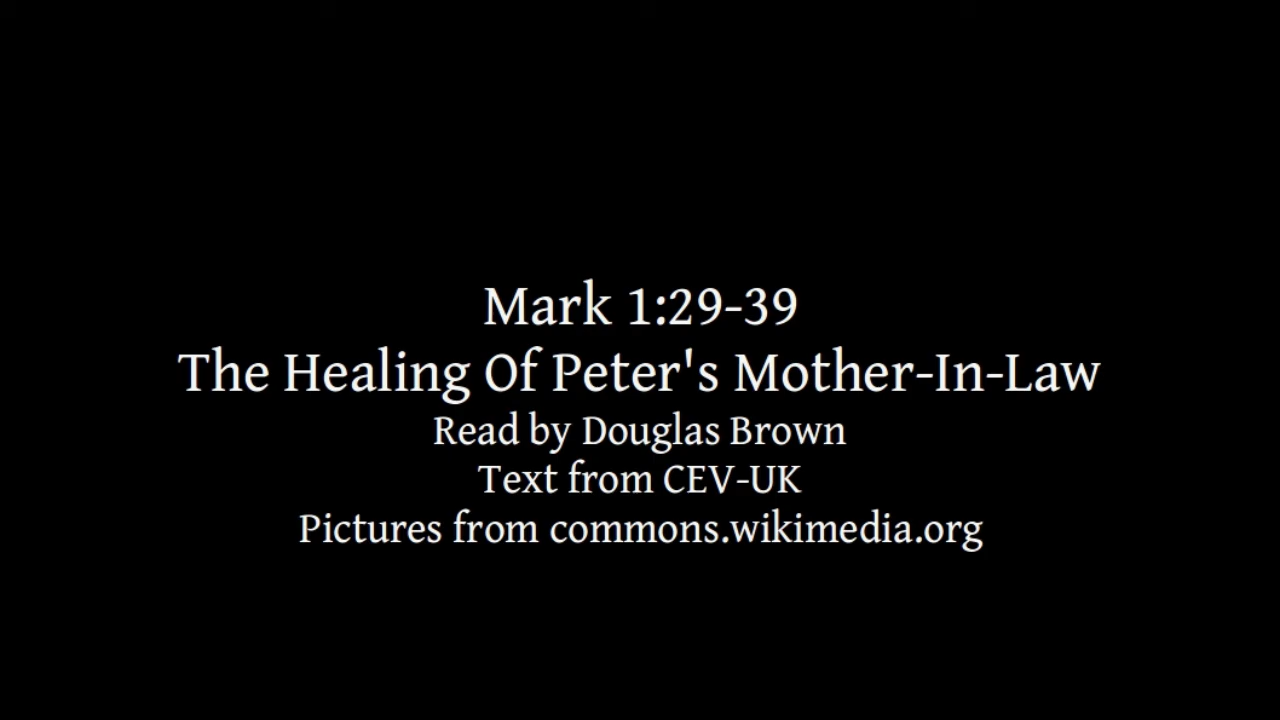 Mark 1:29-39
The Healing Of Peter's Mother-In-Law
Read by Douglas Brown
Text from CEV-UK
Pictures from commons.wikimedia.org